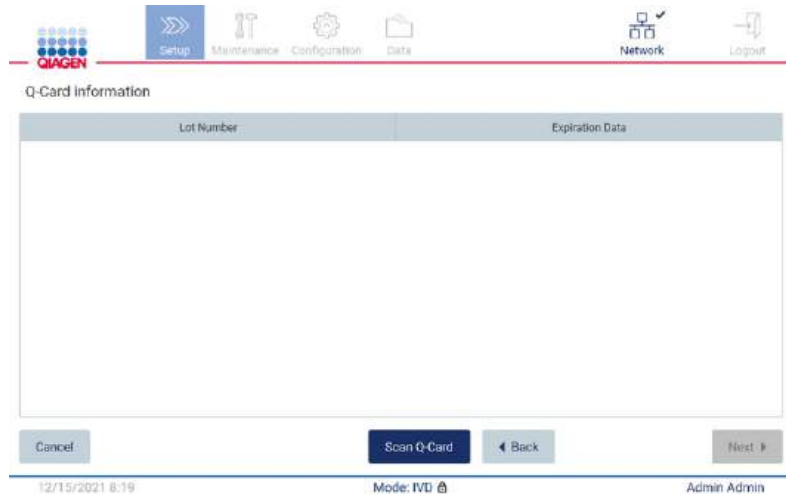 Setup Maintenance Configuration Data Network Logout
QIAGEN
Q-Card information
Lot Number Expiration Data
Cancel Scan Q-Card Back Next
12/15/2021 8:19 Mode: IVD Admin Admin